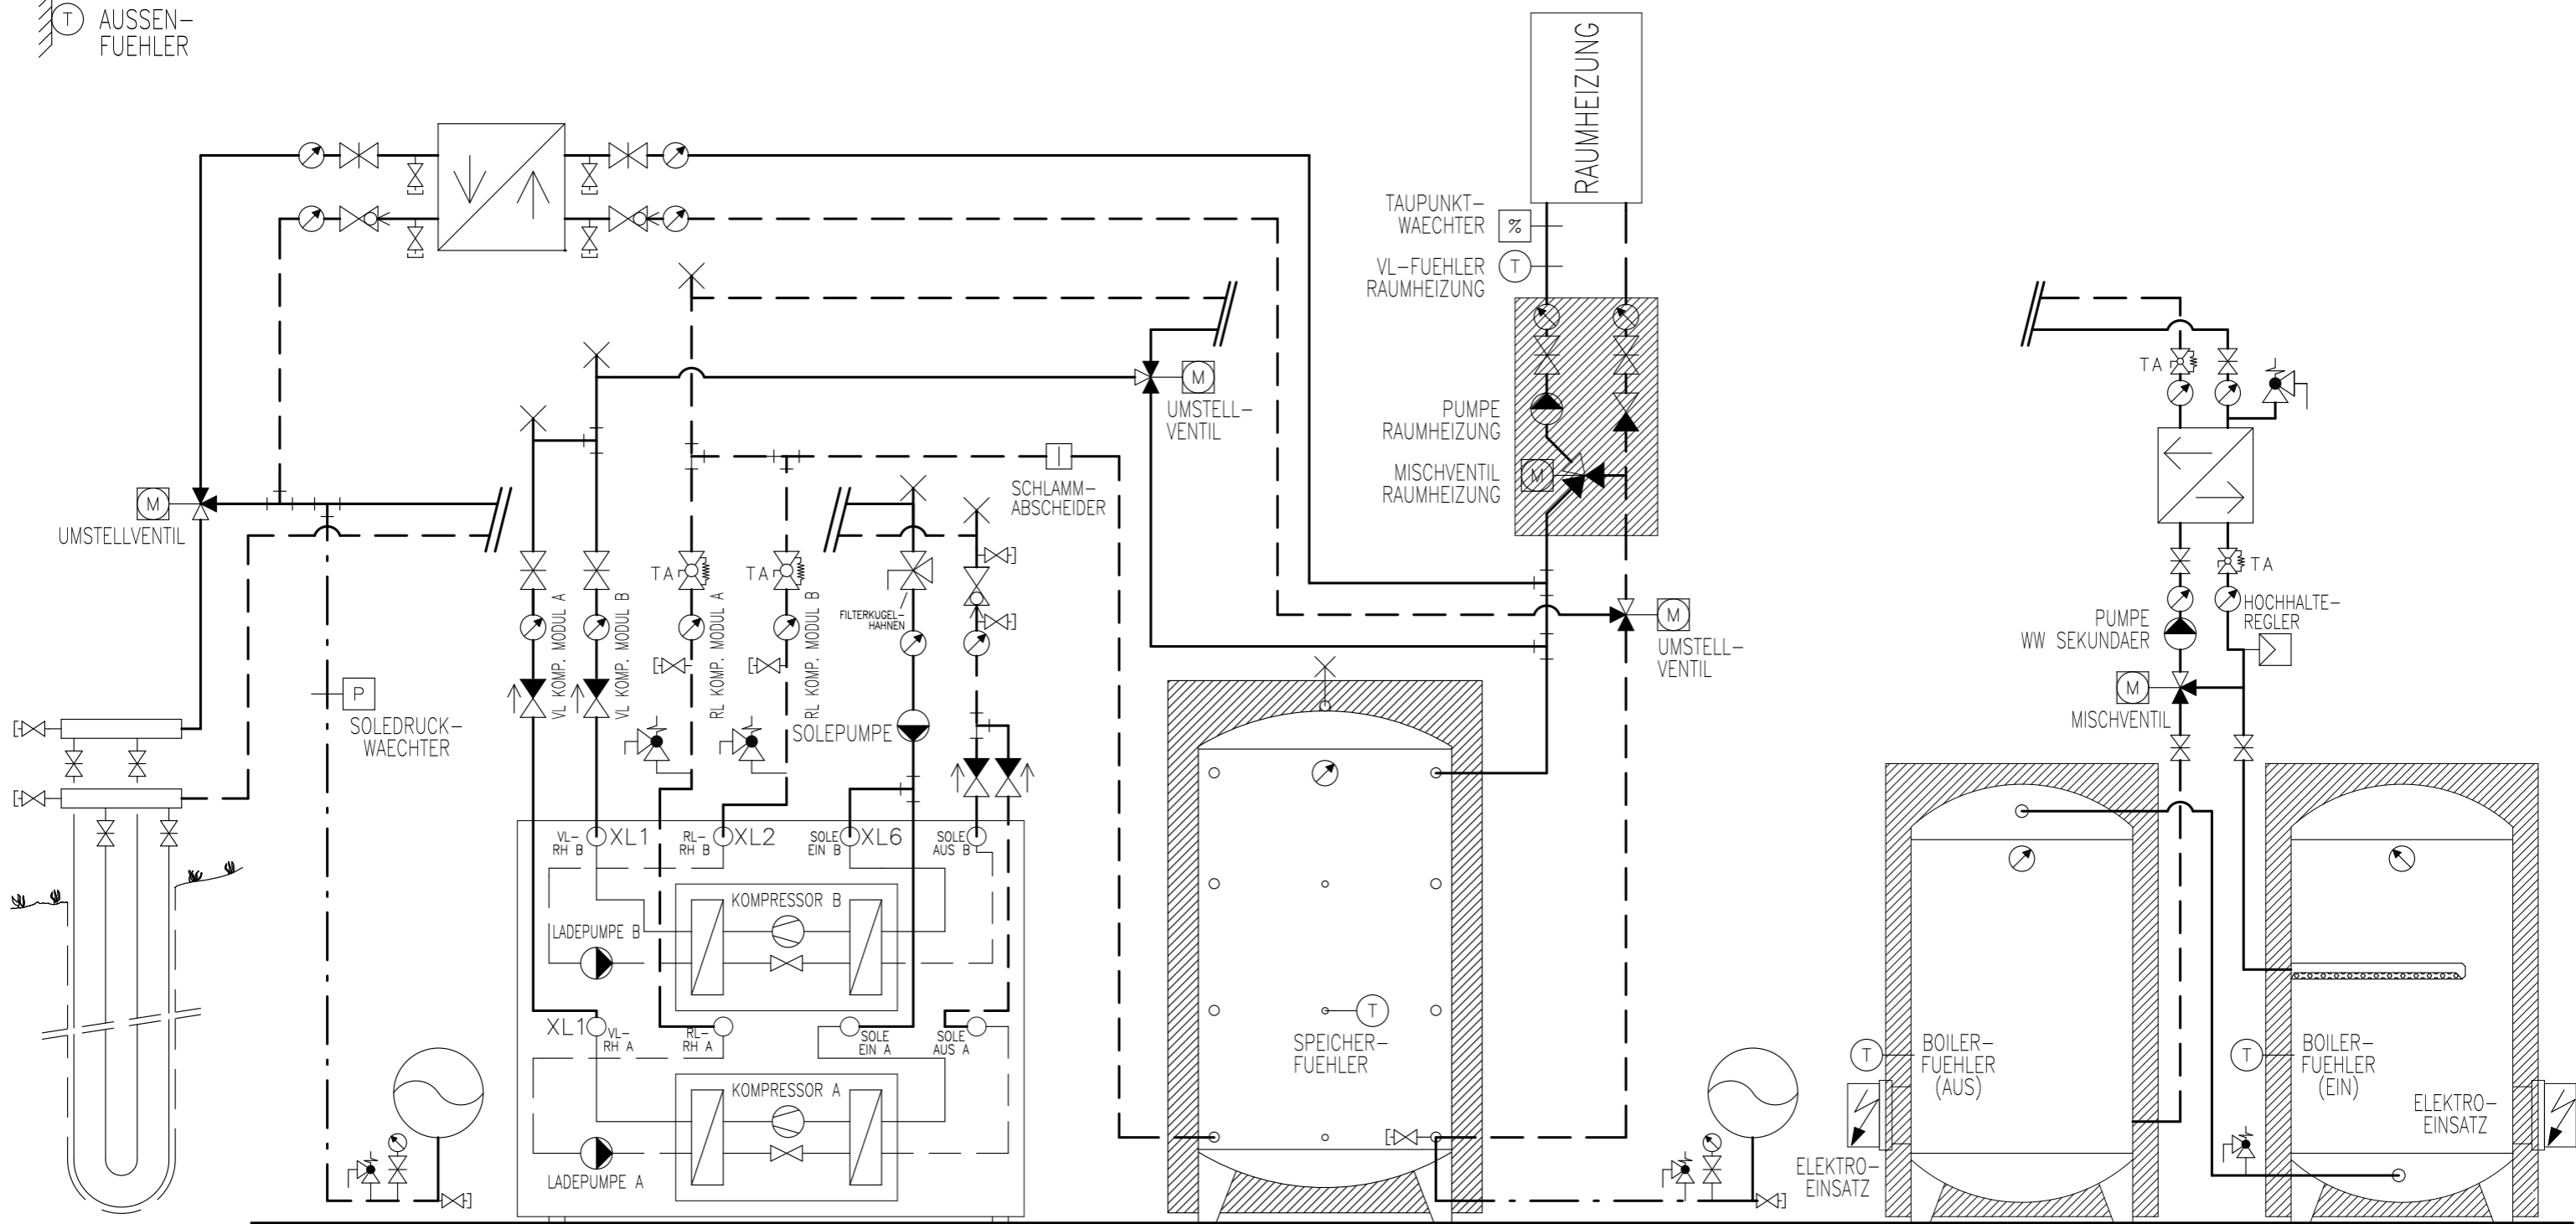 T
AUSSEN-
FUEHLER
RAUMHEIZUNG
TAUPUNKT-
WAECHTER
%
VL-FUEHLER
RAUMHEIZUNG
T
M
UMSTELL-
VENTIL
TA
PUMPE
RAUMHEIZUNG
MISCHVENTIL
RAUMHEIZUNG
M
SCHLAMM-
ABSCHEIDER
M
UMSTELLVENTIL
TA
TA
FILTERKUGEL-
HAHNEN
VL KOMP. MODUL A
VL KOMP. MODUL B
RL KOMP. MODUL A
RL KOMP. MODUL B
M
UMSTELL-
VENTIL
TA
HOCHHALTE-
REGLER
PUMPE
WW SEKUNDAER
M
MISCHVENTIL
P
SOLEDRUCK-
WAECHTER
SOLEPUMPE
VL-
RH B
XL1
RL-
RH B
XL2
SOLE
EIN B
XL6
SOLE
AUS B
KOMPRESSOR B
LADEPUMPE B
XL1
VL-
RH A
RL-
RH A
SOLE
EIN A
SOLE
AUS A
KOMPRESSOR A
LADEPUMPE A
T
SPEICHER-
FUEHLER
T
BOILER-
FUEHLER
(AUS)
ELEKTRO-
EINSATZ
T
BOILER-
FUEHLER
(EIN)
ELEKTRO-
EINSATZ